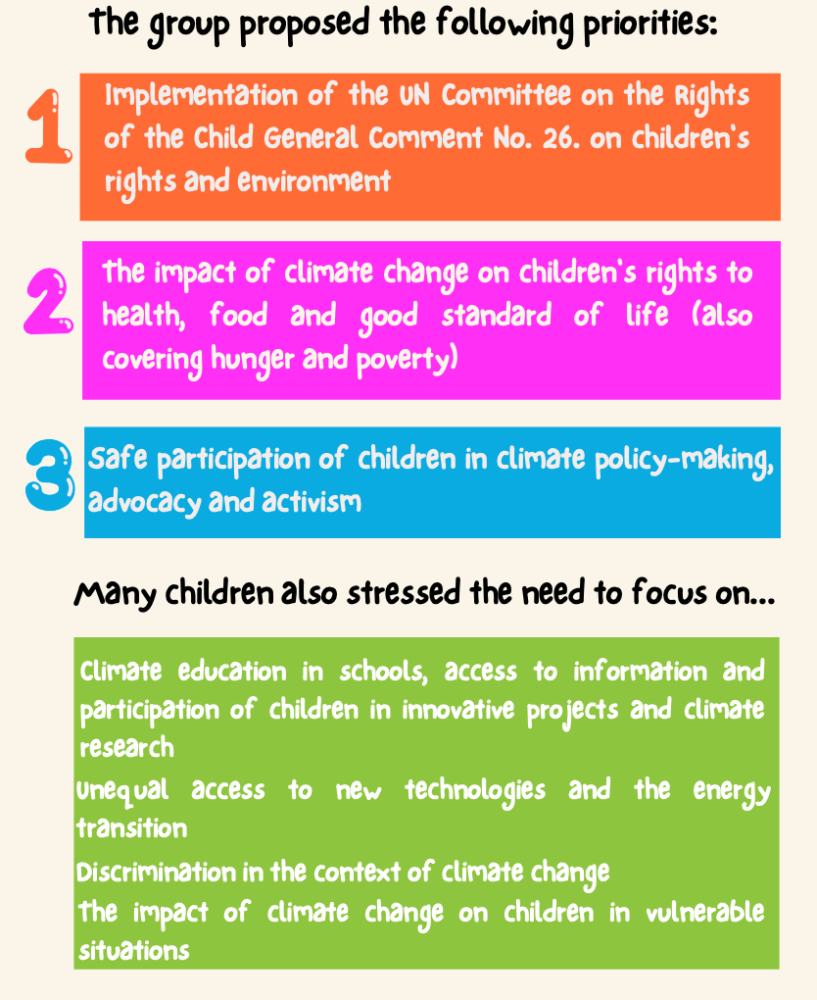 The group proposed the following priorities:
1
Implementation of the UN Committee on the Rights
of the Child General Comment No. 26. on children's
rights and environment
2
The impact of climate change on children's rights to
health, food and good standard of life (also
covering hunger and poverty)
3
Safe participation of children in climate policy-making,
advocacy and activism
Many children also stressed the need to focus on...
Climate education in schools, access to information and
participation of children in innovative projects and climate
research
Unequal access to new technologies and the energy
transition
Discrimination in the context of climate change
The impact of climate change on children in vulnerable
situations